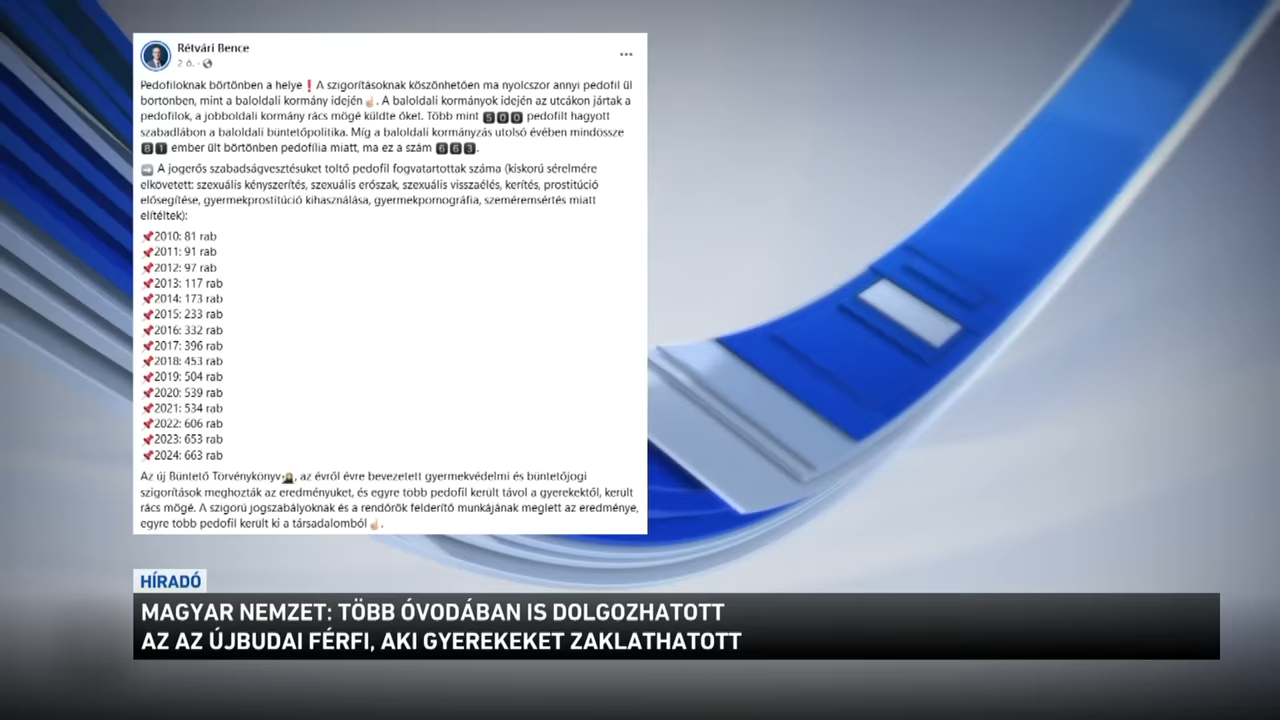 Rétvári Bence
2 ó.
Pedofiloknak börtönben a helye❗A szigorításoknak köszönhetően ma nyolcszor annyi pedofil ül
börtönben, mint a baloldali kormány idején☝🏼. A baloldali kormányok idején az utcákon jártak a
pedofilok, a jobboldali kormány rács mögé küldte őket. Több mint 500 pedofilt hagyott
szabadlábon a baloldali büntetőpolitika. Míg a baloldali kormányzás utolsó évében mindössze
81 ember ült börtönben pedofília miatt, ma ez a szám 663.
➡️ A jogerős szabadságvesztésüket töltő pedofil fogvatartottak száma (kiskorú sérelmére
elkövetett: szexuális kényszerítés, szexuális erőszak, szexuális visszaélés, kerítés, prostitúció
elősegítése, gyermekprostitúció kihasználása, gyermekpornográfia, szeméremsértés miatt
elítéltek):
📌2010: 81 rab
📌2011: 91 rab
📌2012: 97 rab
📌2013: 117 rab
📌2014: 173 rab
📌2015: 233 rab
📌2016: 332 rab
📌2017: 396 rab
📌2018: 453 rab
📌2019: 504 rab
📌2020: 539 rab
📌2021: 534 rab
📌2022: 606 rab
📌2023: 653 rab
📌2024: 663 rab
Az új Büntető Törvénykönyv, az évről évre bevezetett gyermekvédelmi és büntetőjogi
szigorítások meghozták az eredményüket, és egyre több pedofil került távol a gyerekektől, került
rács mögé. A szigorú jogszabályoknak és a rendőrök felderítő munkájának meglett az eredménye,
egyre több pedofil került ki a társadalomból☝🏼.
HÍRADÓ
MAGYAR NEMZET: TÖBB ÓVODÁBAN IS DOLGOZHATOTT
AZ AZ ÚJBUDAI FÉRFI, AKI GYEREKEKET ZAKLATHATOTT